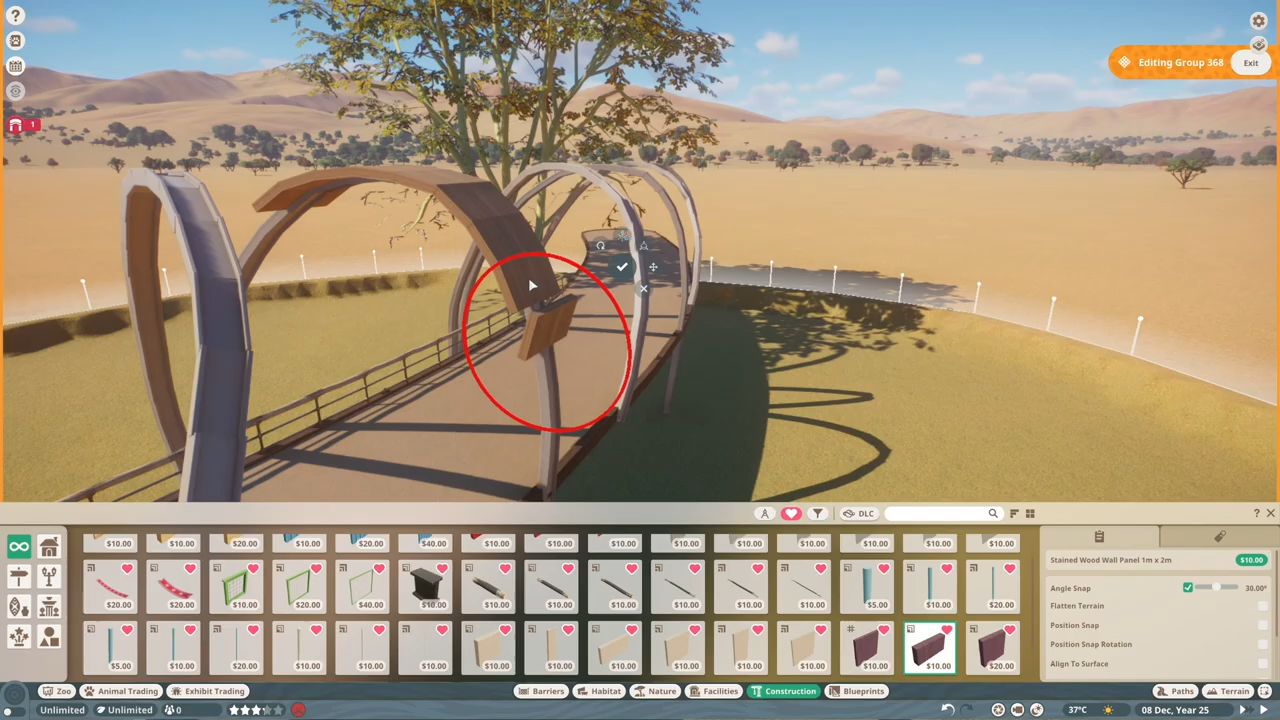 ?
Editing Group 368
Exit
1
DLC
? ×
$10.00 $10.00 $20.00 $10.00 $20.00 $40.00 $10.00 $10.00 $10.00 $10.00 $10.00 $10.00 $10.00 $10.00 $20.00
$20.00 $20.00 $10.00 $20.00 $40.00 $10.00 $10.00 $10.00 $10.00 $10.00 $10.00 $10.00 $5.00 $10.00 $20.00
$5.00 $10.00 $20.00 $10.00 $10.00 $10.00 $10.00 $10.00 $10.00 $10.00 $10.00 $10.00 $10.00 $10.00 $20.00
Stained Wood Wall Panel 1m x 2m $10.00
Angle Snap 30.00°
Flatten Terrain
Position Snap
Position Snap Rotation
Align To Surface
Zoo Animal Trading Exhibit Trading Barriers Habitat Nature Facilities Construction Blueprints Paths Terrain
Unlimited Unlimited 0 37°C 08 Dec, Year 25